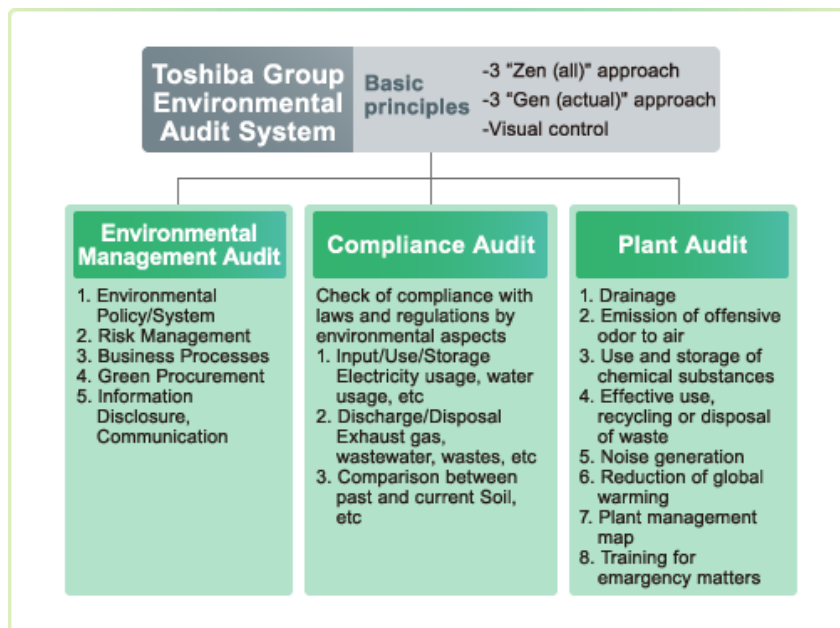 Toshiba Group
Environmental
Audit System
Basic
principles
-3 "Zen (all)" approach
-3 "Gen (actual)" approach
-Visual control
Environmental
Management Audit
1. Environmental
Policy/System
2. Risk Management
3. Business Processes
4. Green Procurement
5. Information
Disclosure,
Communication
Compliance Audit
Check of compliance with
laws and regulations by
environmental aspects
1. Input/Use/Storage
Electricity usage, water
usage, etc
2. Discharge/Disposal
Exhaust gas,
wastewater, wastes, etc
3. Comparison between
past and current Soil,
etc
Plant Audit
1. Drainage
2. Emission of offensive
odor to air
3. Use and storage of
chemical substances
4. Effective use,
recycling or disposal
of waste
5. Noise generation
6. Reduction of global
warming
7. Plant management
map
8. Training for
emargency matters